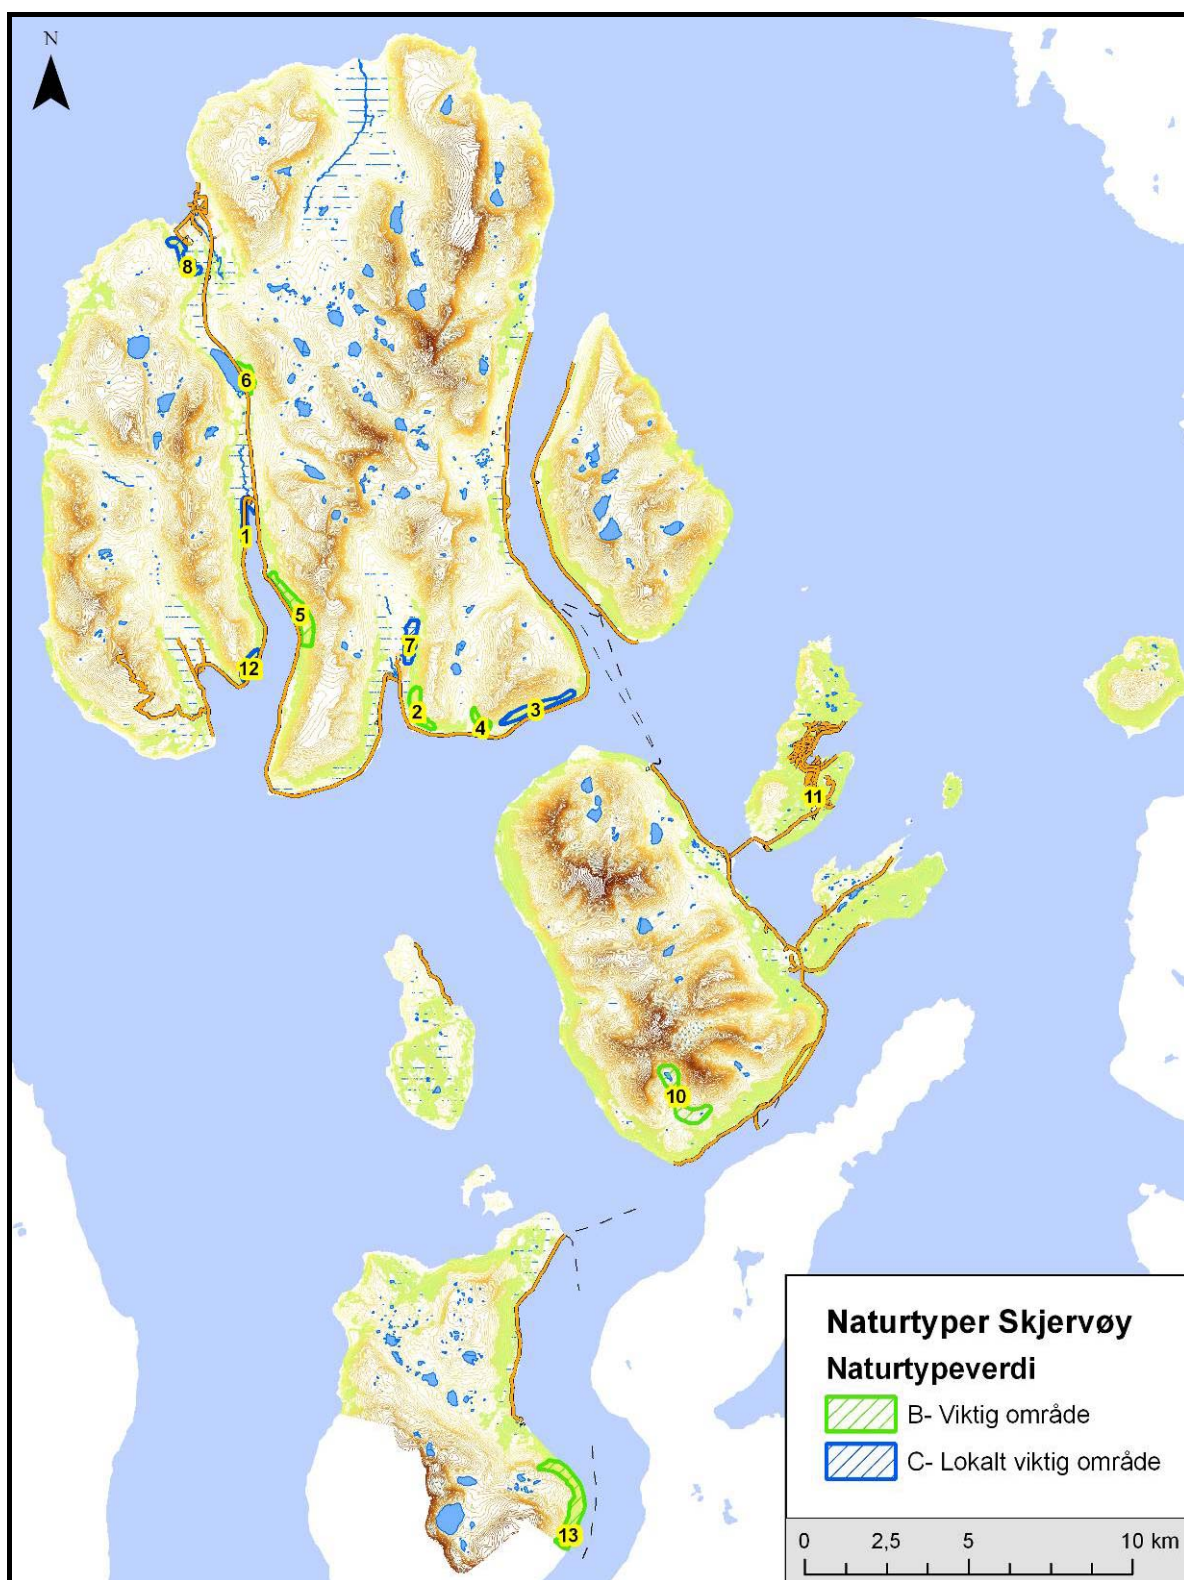 N
8
6
1
5
12
7
2
4
3
11
10
13
Naturtyper Skjervøy
Naturtypeverdi
B- Viktig område
C- Lokalt viktig område
0 2,5 5 10 km